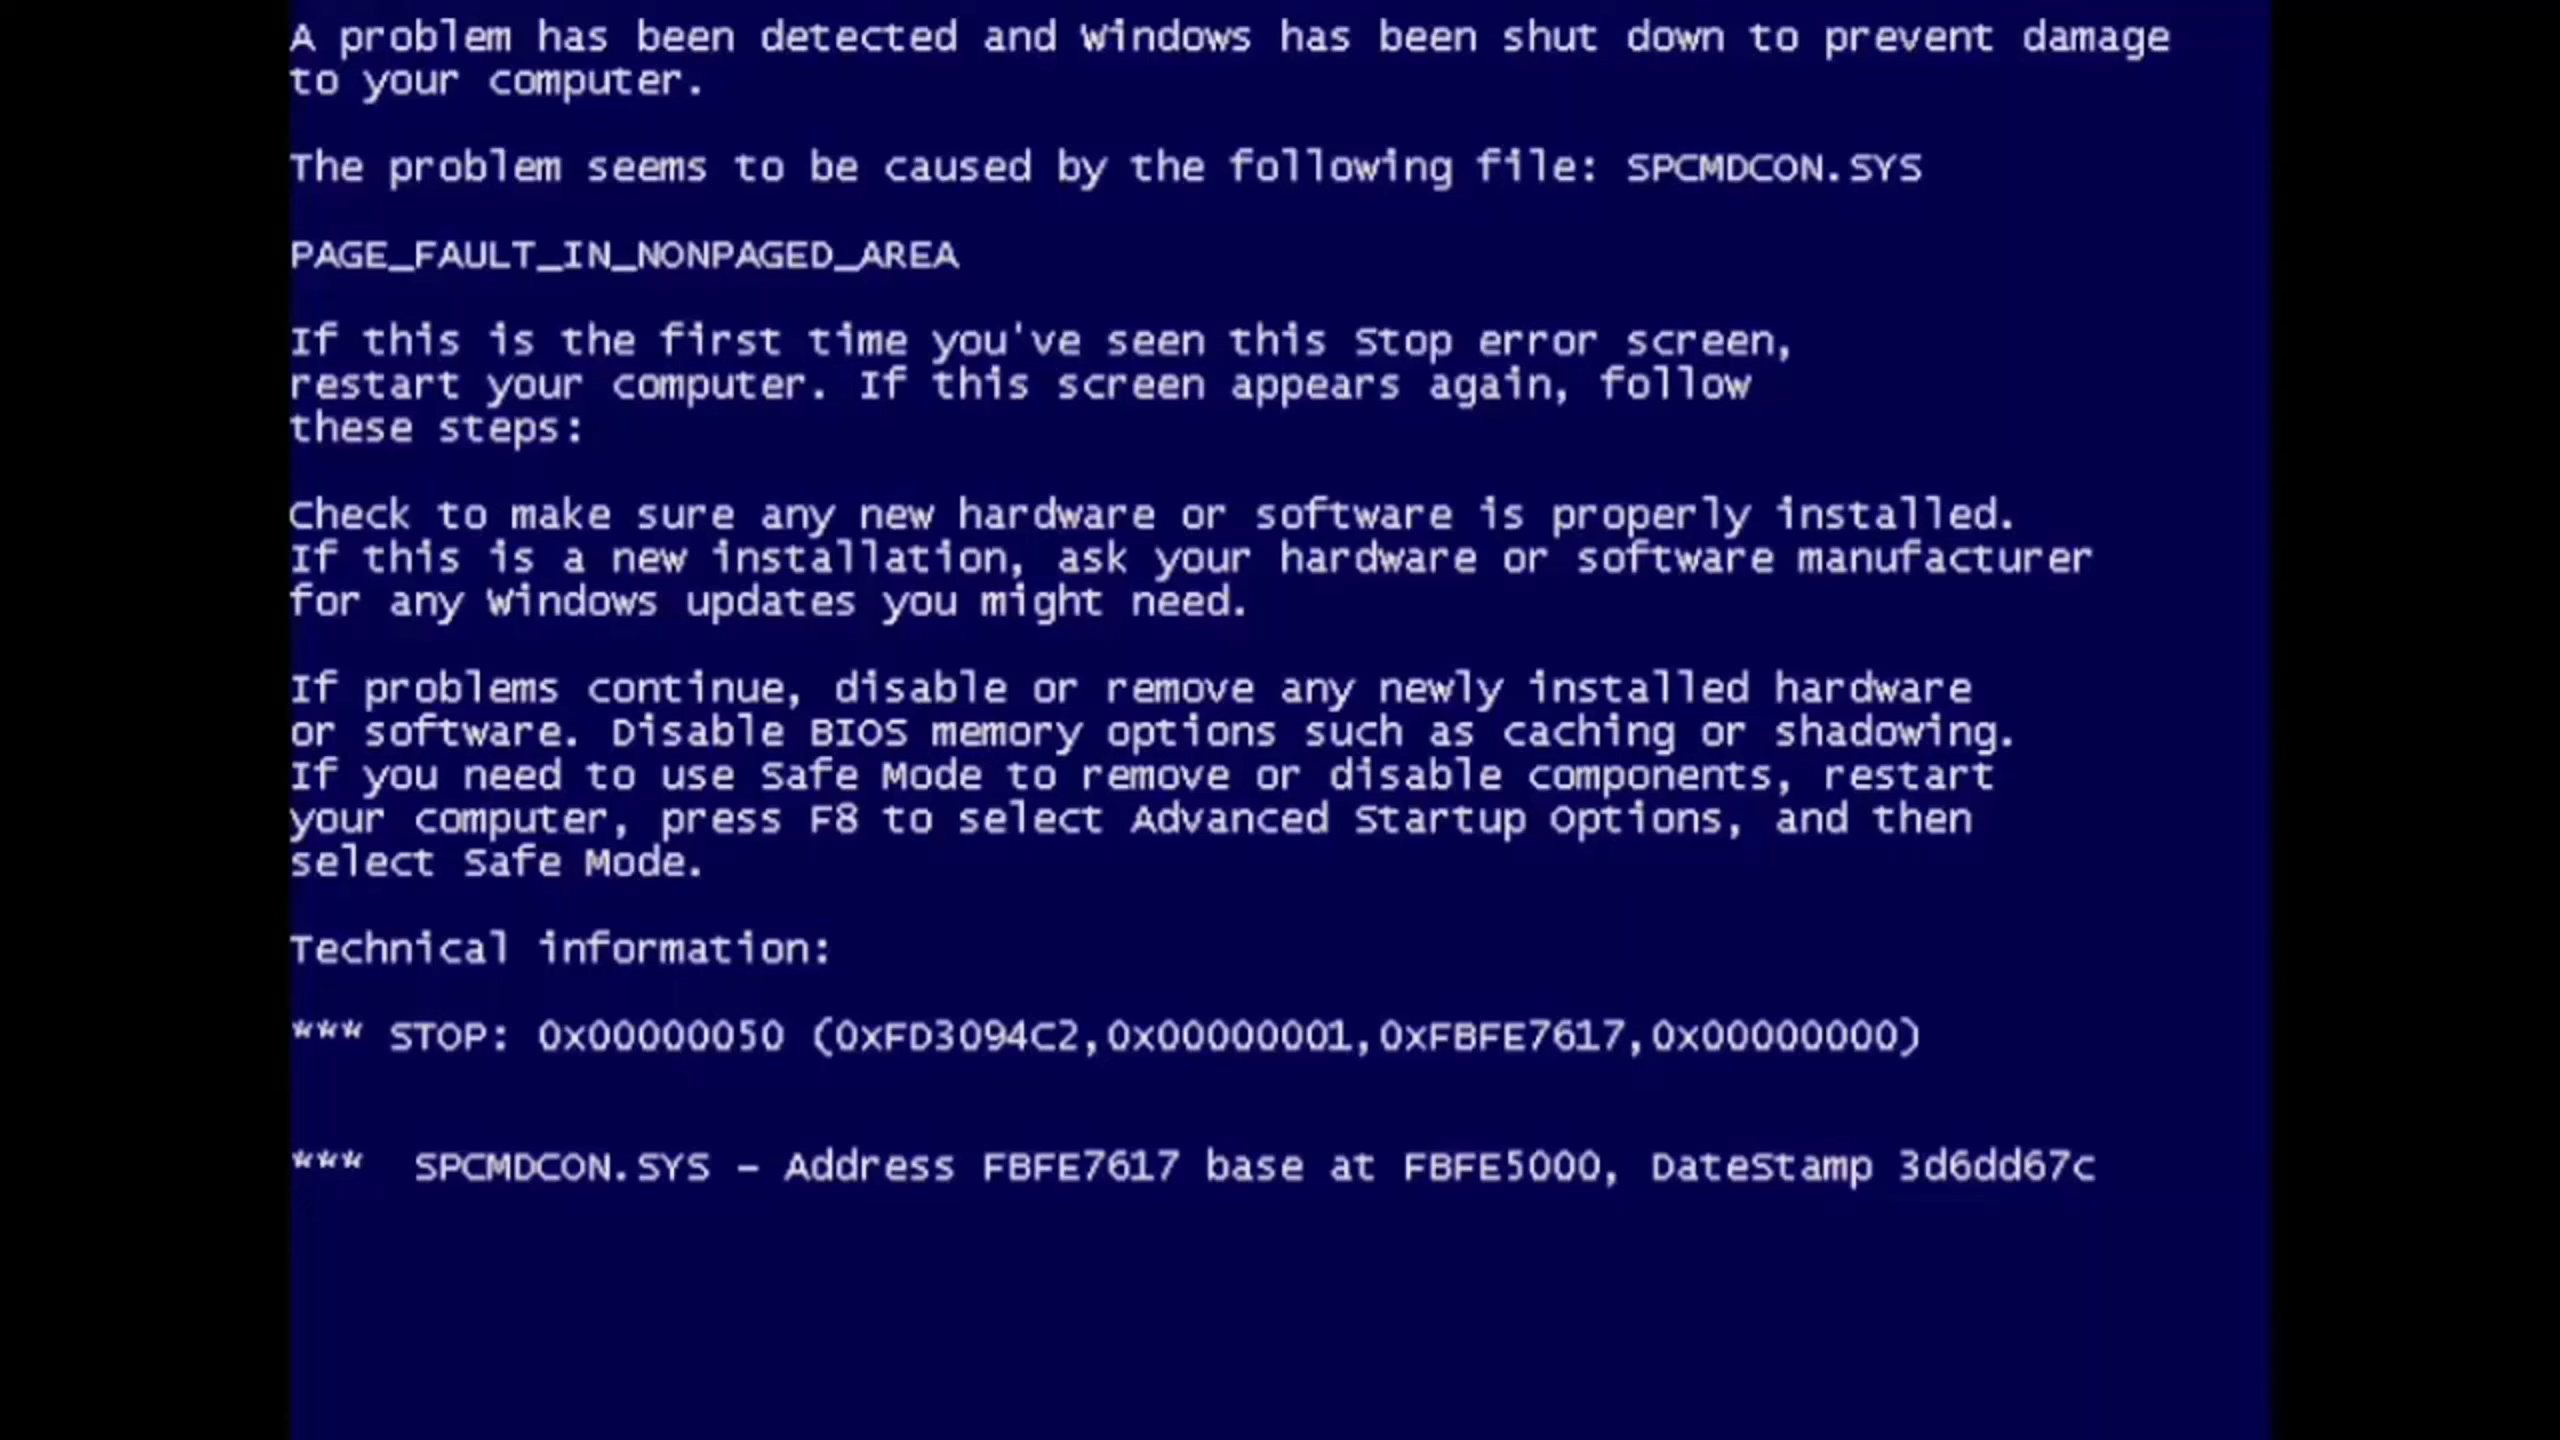 A problem has been detected and Windows has been shut down to prevent damage
to your computer.
The problem seems to be caused by the following file: SPCMDCON.SYS
PAGE_FAULT_IN_NONPAGED_AREA
If this is the first time you've seen this Stop error screen,
restart your computer. If this screen appears again, follow
these steps:
Check to make sure any new hardware or software is properly installed.
If this is a new installation, ask your hardware or software manufacturer
for any Windows updates you might need.
If problems continue, disable or remove any newly installed hardware
or software. Disable BIOS memory options such as caching or shadowing.
If you need to use Safe Mode to remove or disable components, restart
your computer, press F8 to select Advanced Startup Options, and then
select Safe Mode.
Technical information:
*** STOP: 0x00000050 (0xFD3094C2,0x00000001,0xFBFE7617,0x00000000)
***  SPCMDCON.SYS - Address FBFE7617 base at FBFE5000, DateStamp 3d6dd67c